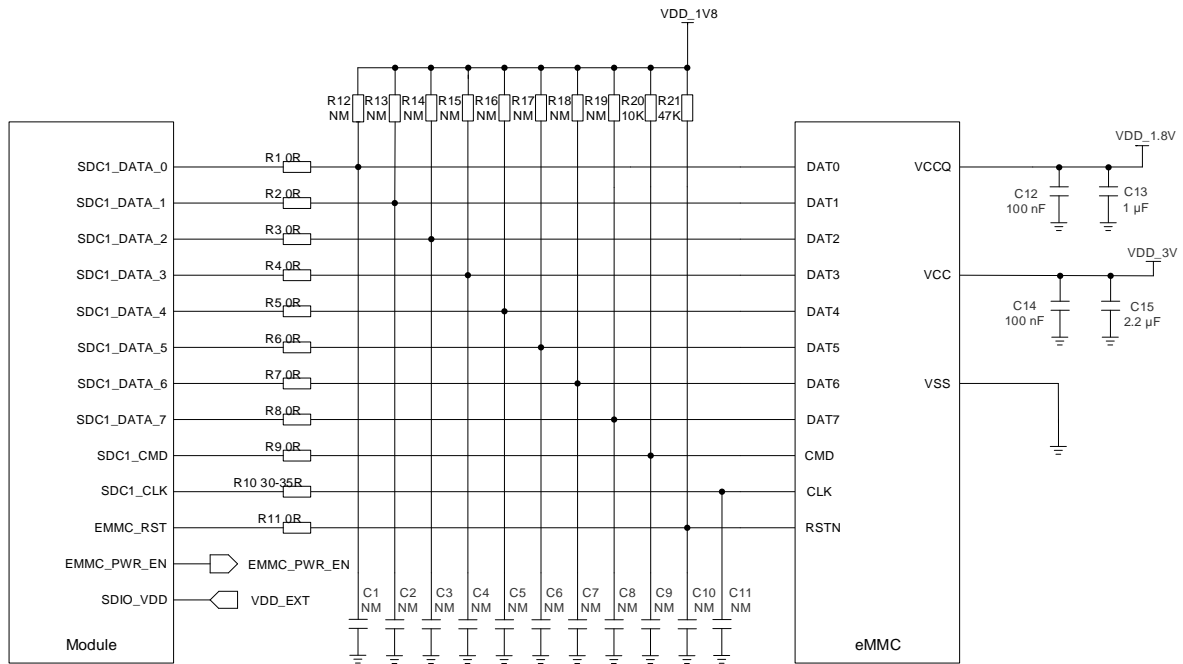 VDD_1V8
R12 R13 R14 R15 R16 R17 R18 R19 R20 R21
NM NM NM NM NM NM NM NM 10K 47K
SDC1_DATA_0 R1 0R DAT0 VCCQ VDD_1.8V
C12 C13
100 nF 1 µF
SDC1_DATA_1 R2 0R DAT1
SDC1_DATA_2 R3 0R DAT2
VDD_3V
SDC1_DATA_3 R4 0R DAT3 VCC
C14 C15
100 nF 2.2 µF
SDC1_DATA_4 R5 0R DAT4
SDC1_DATA_5 R6 0R DAT5
SDC1_DATA_6 R7 0R DAT6 VSS
SDC1_DATA_7 R8 0R DAT7
SDC1_CMD R9 0R CMD
SDC1_CLK R10 30-35R CLK
EMMC_RST R11 0R RSTN
EMMC_PWR_EN EMMC_PWR_EN
SDIO_VDD VDD_EXT
C1 C2 C3 C4 C5 C6 C7 C8 C9 C10 C11
NM NM NM NM NM NM NM NM NM NM NM
Module eMMC